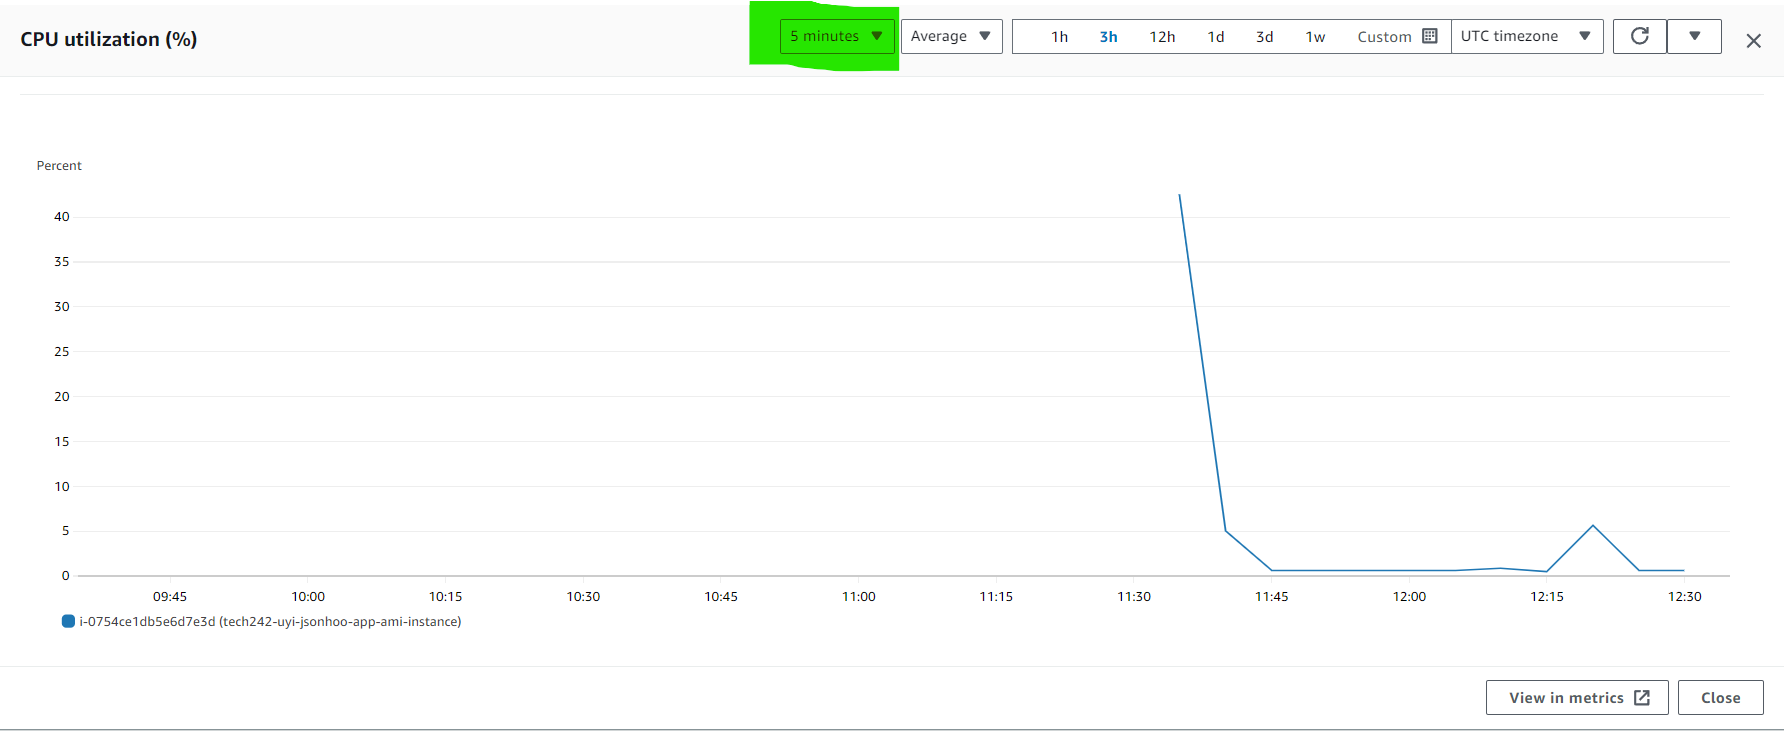 CPU utilization (%)
5 minutes
Average
1h 3h 12h 1d 3d 1w Custom
UTC timezone
Percent
40
35
30
25
20
15
10
5
0
09:45 10:00 10:15 10:30 10:45 11:00 11:15 11:30 11:45 12:00 12:15 12:30
i-0754ce1db5e6d7e3d (tech242-uyi-jsonhoo-app-ami-instance)
View in metrics
Close